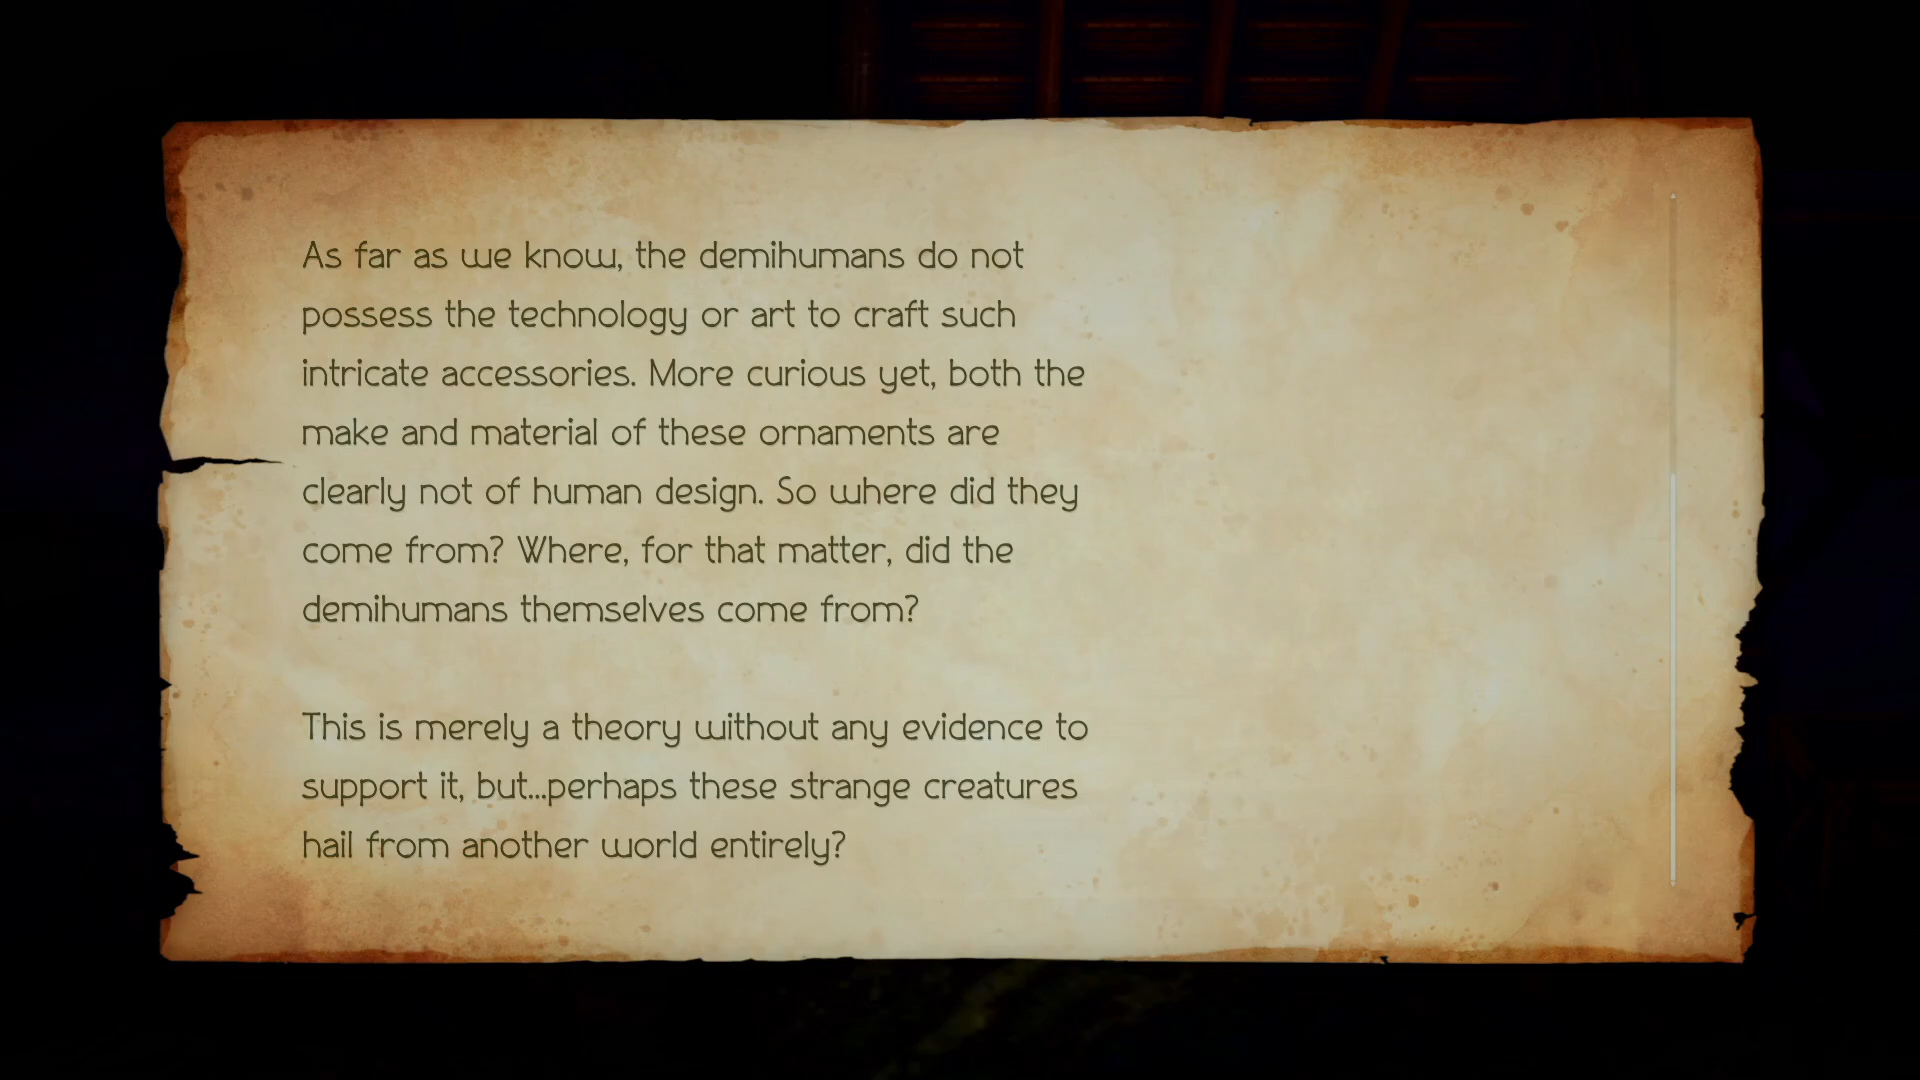 As far as we know, the demihumans do not
possess the technology or art to craft such
intricate accessories. More curious yet, both the
make and material of these ornaments are
clearly not of human design. So where did they
come from? Where, for that matter, did the
demihumans themselves come from?
This is merely a theory without any evidence to
support it, but...perhaps these strange creatures
hail from another world entirely?